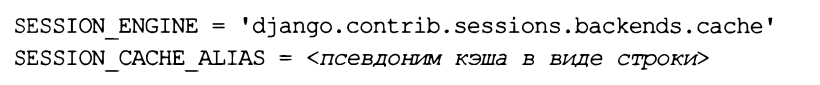 SESSION_ENGINE = 'django.contrib.sessions.backends.cache'
SESSION_CACHE_ALIAS = <псевдоним кэша в виде строки>